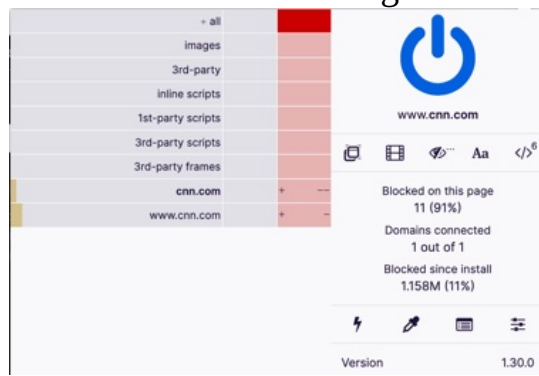 + all
images
3rd-party
inline scripts
1st-party scripts
3rd-party scripts
3rd-party frames
cnn.com + --
www.cnn.com + -
www.cnn.com
Aa </> 6
Blocked on this page
11 (91%)
Domains connected
1 out of 1
Blocked since install
1.158M (11%)
Version 1.30.0